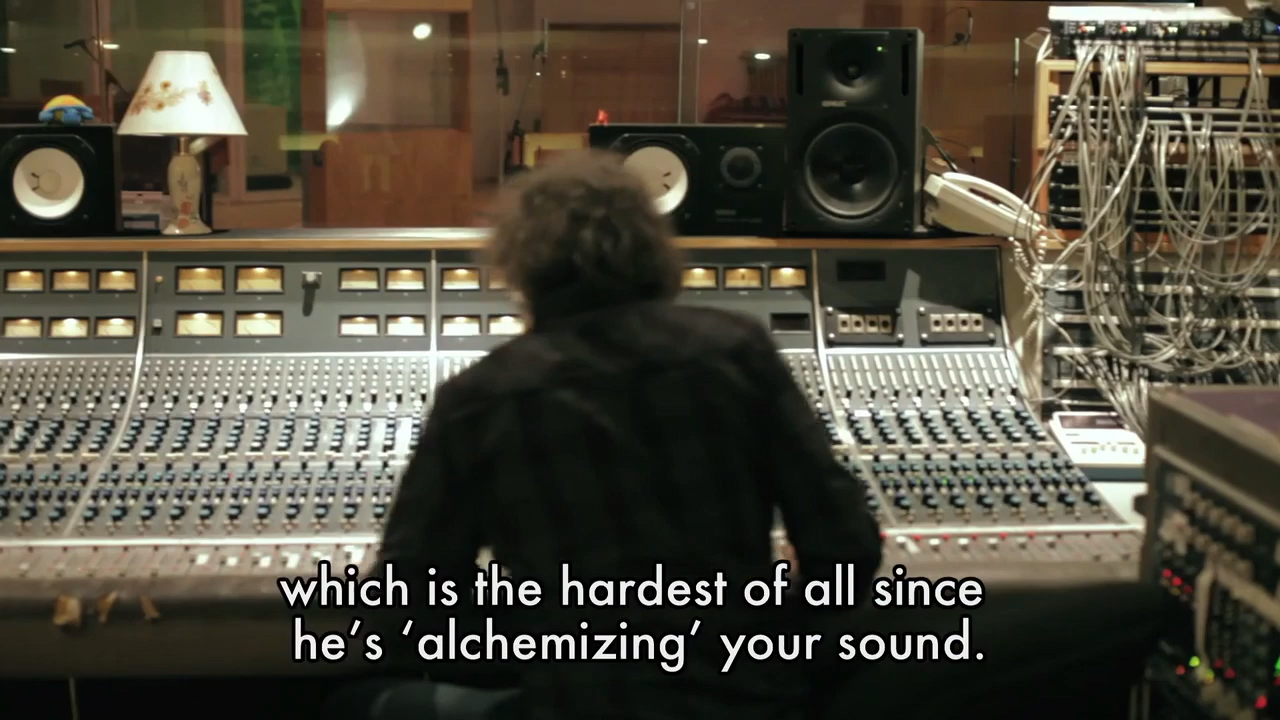 which is the hardest of all since
he’s ‘alchemizing’ your sound.